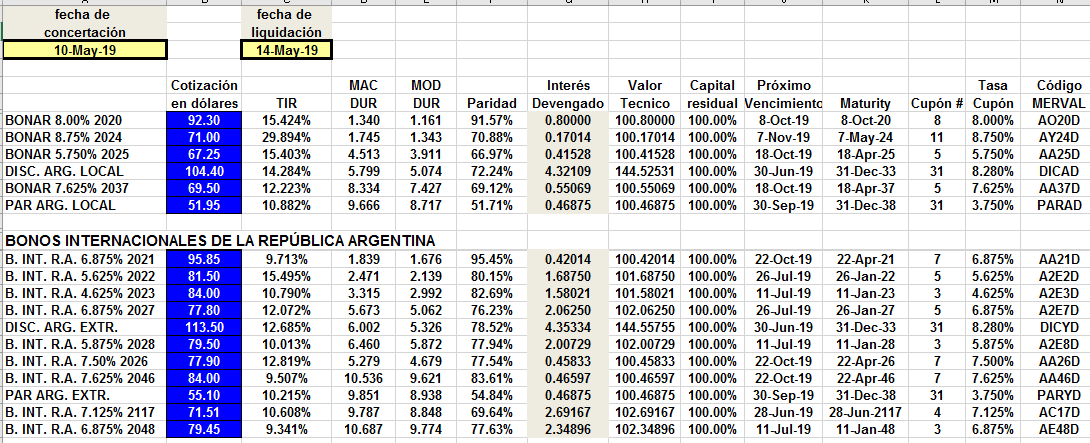 A B C D E F G H I J K L M N
fecha de fecha de
concertación liquidación
10-May-19 14-May-19
Cotización MAC MOD Interés Valor Capital Próximo Tasa Código
en dólares TIR DUR DUR Paridad Devengado Tecnico residual Vencimiento Maturity Cupón # Cupón MERVAL
BONAR 8.00% 2020 92.30 15.424% 1.340 1.161 91.57% 0.80000 100.80000 100.00% 8-Oct-19 8-Oct-20 8 8.000% AO20D
BONAR 8.75% 2024 71.00 29.894% 1.745 1.343 70.88% 0.17014 100.17014 100.00% 7-Nov-19 7-May-24 11 8.750% AY24D
BONAR 5.750% 2025 67.25 15.403% 4.513 3.911 66.97% 0.41528 100.41528 100.00% 18-Oct-19 18-Apr-25 5 5.750% AA25D
DISC. ARG. LOCAL 104.40 14.284% 5.799 5.074 72.24% 4.32109 144.52531 100.00% 30-Jun-19 31-Dec-33 31 8.280% DICAD
BONAR 7.625% 2037 69.50 12.223% 8.334 7.427 69.12% 0.55069 100.55069 100.00% 18-Oct-19 18-Apr-37 5 7.625% AA37D
PAR ARG. LOCAL 51.95 10.882% 9.666 8.717 51.71% 0.46875 100.46875 100.00% 30-Sep-19 31-Dec-38 31 3.750% PARAD
BONOS INTERNACIONALES DE LA REPÚBLICA ARGENTINA
B. INT. R.A. 6.875% 2021 95.85 9.713% 1.839 1.676 95.45% 0.42014 100.42014 100.00% 22-Oct-19 22-Apr-21 7 6.875% AA21D
B. INT. R.A. 5.625% 2022 81.50 15.495% 2.471 2.139 80.15% 1.68750 101.68750 100.00% 26-Jul-19 26-Jan-22 5 5.625% A2E2D
B. INT. R.A. 4.625% 2023 84.00 10.790% 3.315 2.992 82.69% 1.58021 101.58021 100.00% 11-Jul-19 11-Jan-23 3 4.625% A2E3D
B. INT. R.A. 6.875% 2027 77.80 12.072% 5.673 5.062 76.23% 2.06250 102.06250 100.00% 26-Jul-19 26-Jan-27 5 6.875% A2E7D
DISC. ARG. EXTR. 113.50 12.685% 6.002 5.326 78.52% 4.35334 144.55755 100.00% 30-Jun-19 31-Dec-33 31 8.280% DICYD
B. INT. R.A. 5.875% 2028 79.50 10.013% 6.460 5.872 77.94% 2.00729 102.00729 100.00% 11-Jul-19 11-Jan-28 3 5.875% A2E8D
B. INT. R.A. 7.50% 2026 77.90 12.819% 5.279 4.679 77.54% 0.45833 100.45833 100.00% 22-Oct-19 22-Apr-26 7 7.500% AA26D
B. INT. R.A. 7.625% 2046 84.00 9.507% 10.536 9.621 83.61% 0.46597 100.46597 100.00% 22-Oct-19 22-Apr-46 7 7.625% AA46D
PAR ARG. EXTR. 55.10 10.215% 9.851 8.938 54.84% 0.46875 100.46875 100.00% 30-Sep-19 31-Dec-38 31 3.750% PARYD
B. INT. R.A. 7.125% 2117 71.51 10.608% 9.787 8.848 69.64% 2.69167 102.69167 100.00% 28-Jun-19 28-Jun-2117 4 7.125% AC17D
B. INT. R.A. 6.875% 2048 79.45 9.341% 10.687 9.774 77.63% 2.34896 102.34896 100.00% 11-Jul-19 11-Jan-48 3 6.875% AE48D